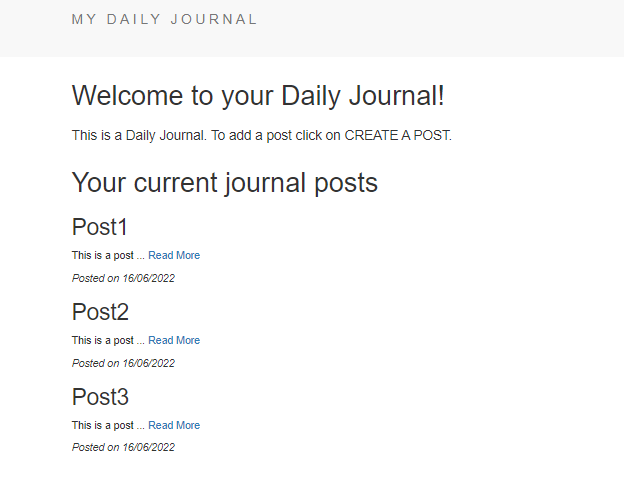 MY DAILY JOURNAL
Welcome to your Daily Journal!
This is a Daily Journal. To add a post click on CREATE A POST.
Your current journal posts
Post1
This is a post ... Read More
Posted on 16/06/2022
Post2
This is a post ... Read More
Posted on 16/06/2022
Post3
This is a post ... Read More
Posted on 16/06/2022